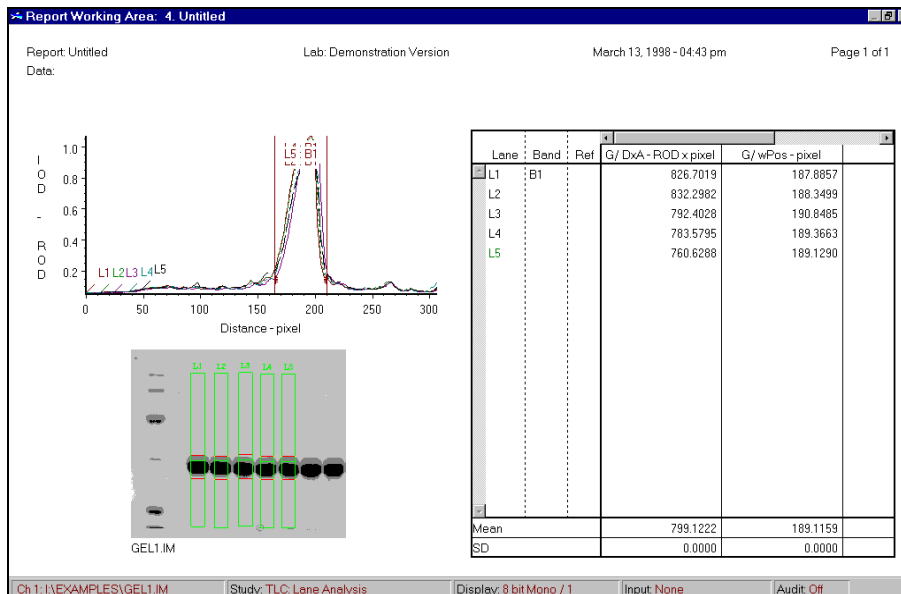 Report Working Area: 4. Untitled
Report: Untitled Lab: Demonstration Version March 13, 1998 - 04:43 pm Page 1 of 1
Data:
IOD - ROD
1.0
0.8
0.6
0.4
0.2
L5 B1
L1 L2 L3 L4 L5
0 50 100 150 200 250 300
Distance - pixel
L1 L2 L3 L4 L5
GEL1.IM
Lane Band Ref G/ DxA - ROD x pixel G/ wPos - pixel
L1 B1 826.7019 187.8857
L2 832.2982 188.3499
L3 792.4028 190.8485
L4 783.5795 189.3663
L5 760.6288 189.1290
Mean 799.1222 189.1159
SD 0.0000 0.0000
Ch 1: I:\EXAMPLES\GEL1.IM Study: TLC: Lane Analysis Display: 8 bit Mono / 1 Input: None Audit: Off